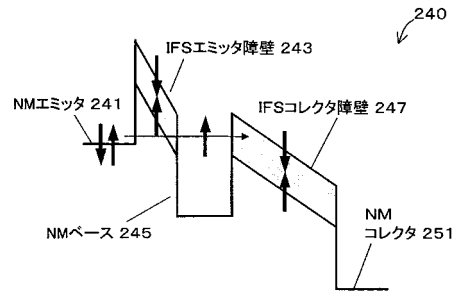 240
IFSエミッタ障壁 243
NMエミッタ 241
IFSコレクタ障壁 247
NMベース 245
NM
コレクタ 251